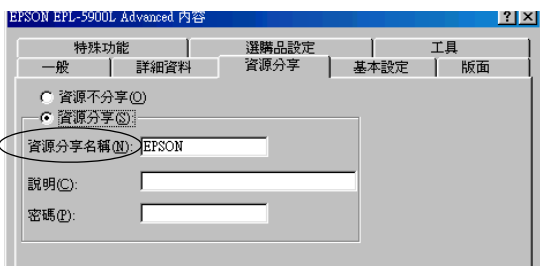 EPSON EPL-5900L Advanced 內容
特殊功能 選購品設定 工具
一般 詳細資料 資源分享 基本設定 版面
資源不分享(O)
資源分享(S)
資源分享名稱(N): EPSON
說明(C):
密碼(P):